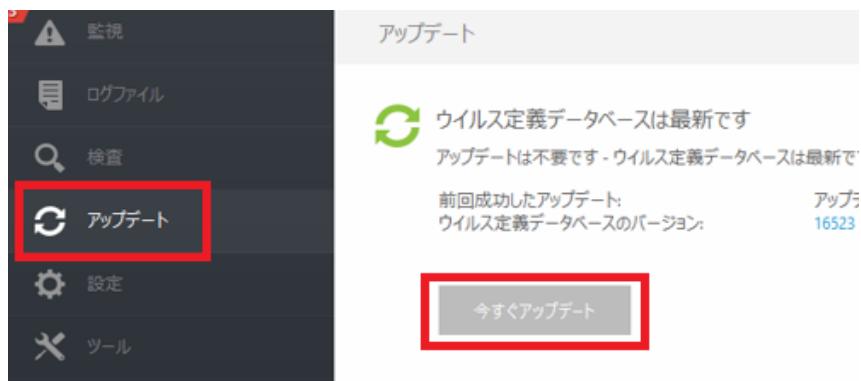 監視
ログファイル
検査
アップデート
設定
ツール
アップデート
ウイルス定義データベースは最新です
アップデートは不要です - ウイルス定義データベースは最新で
前回成功したアップデート: アップデ
ウイルス定義データベースのバージョン: 16523
今すぐアップデート